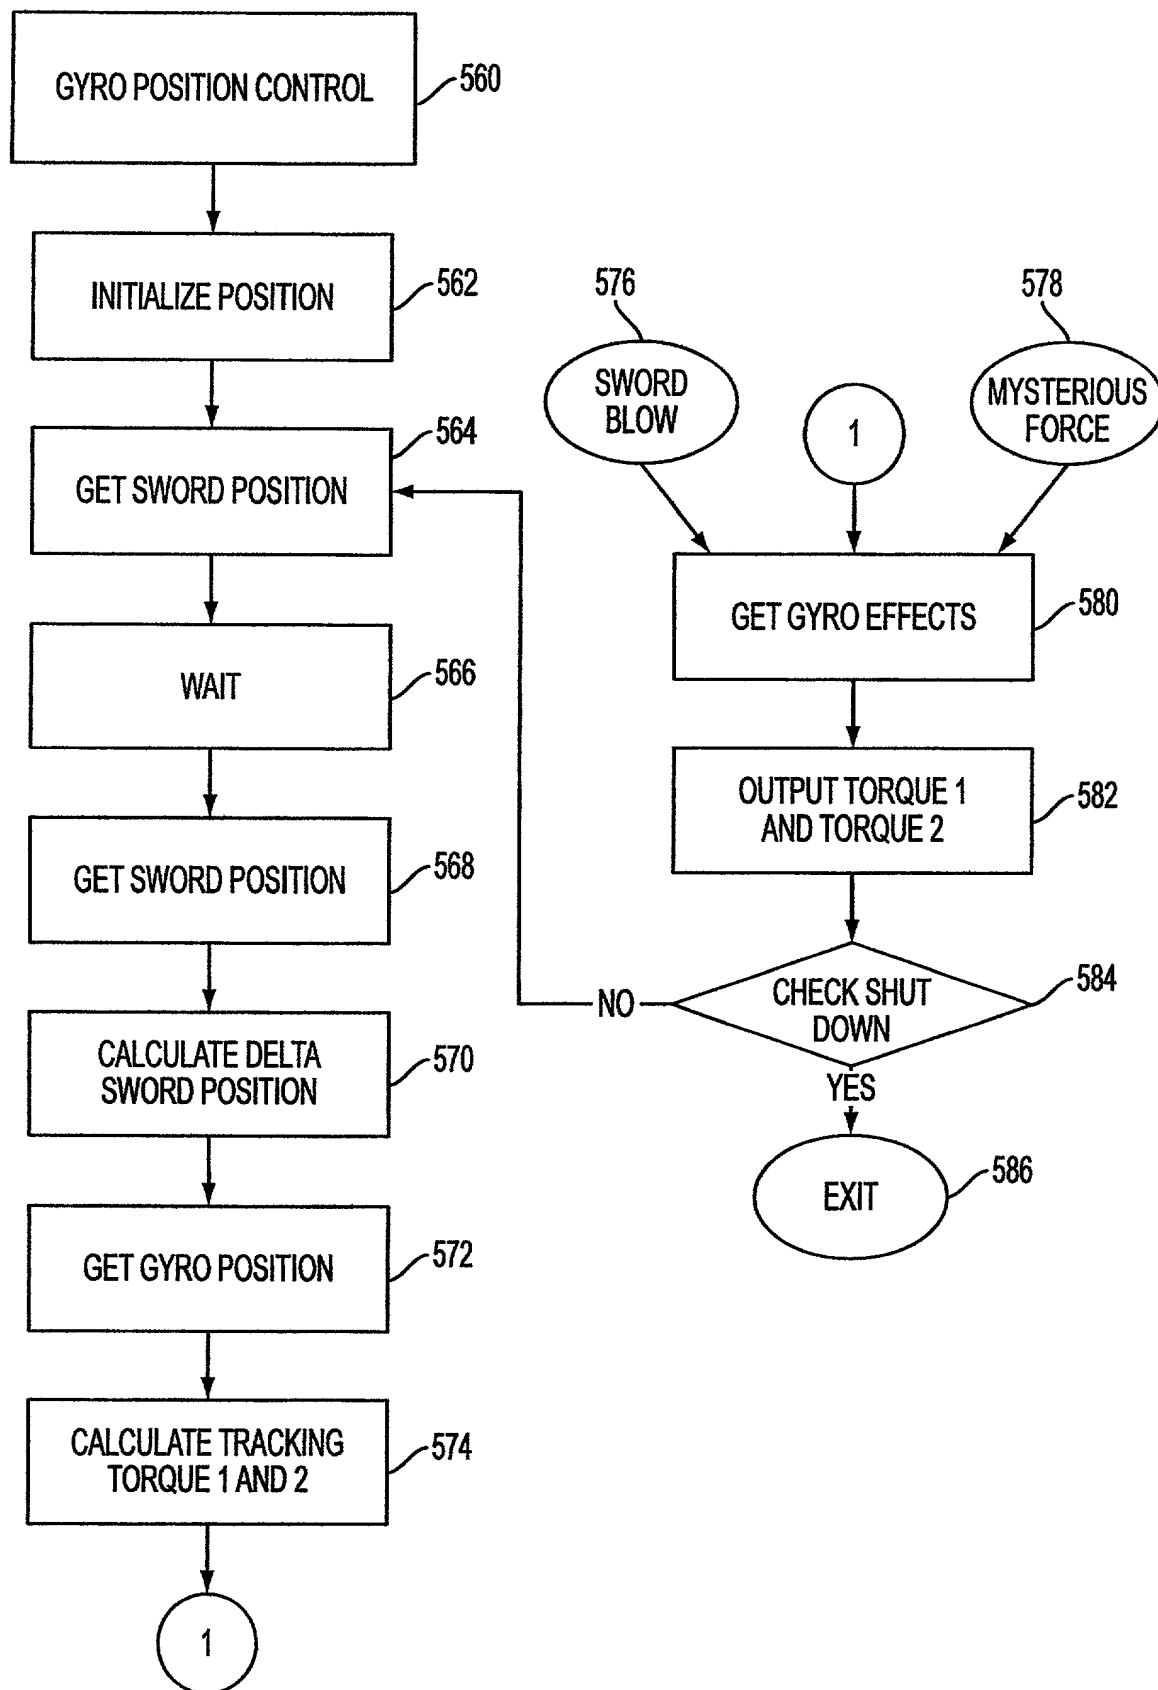 GYRO POSITION CONTROL
560
INITIALIZE POSITION
562
GET SWORD POSITION
564
WAIT
566
GET SWORD POSITION
568
CALCULATE DELTA
SWORD POSITION
570
GET GYRO POSITION
572
CALCULATE TRACKING
TORQUE 1 AND 2
574
1
576
SWORD
BLOW
1
578
MYSTERIOUS
FORCE
GET GYRO EFFECTS
580
OUTPUT TORQUE 1
AND TORQUE 2
582
CHECK SHUT
DOWN
584
NO
YES
EXIT
586